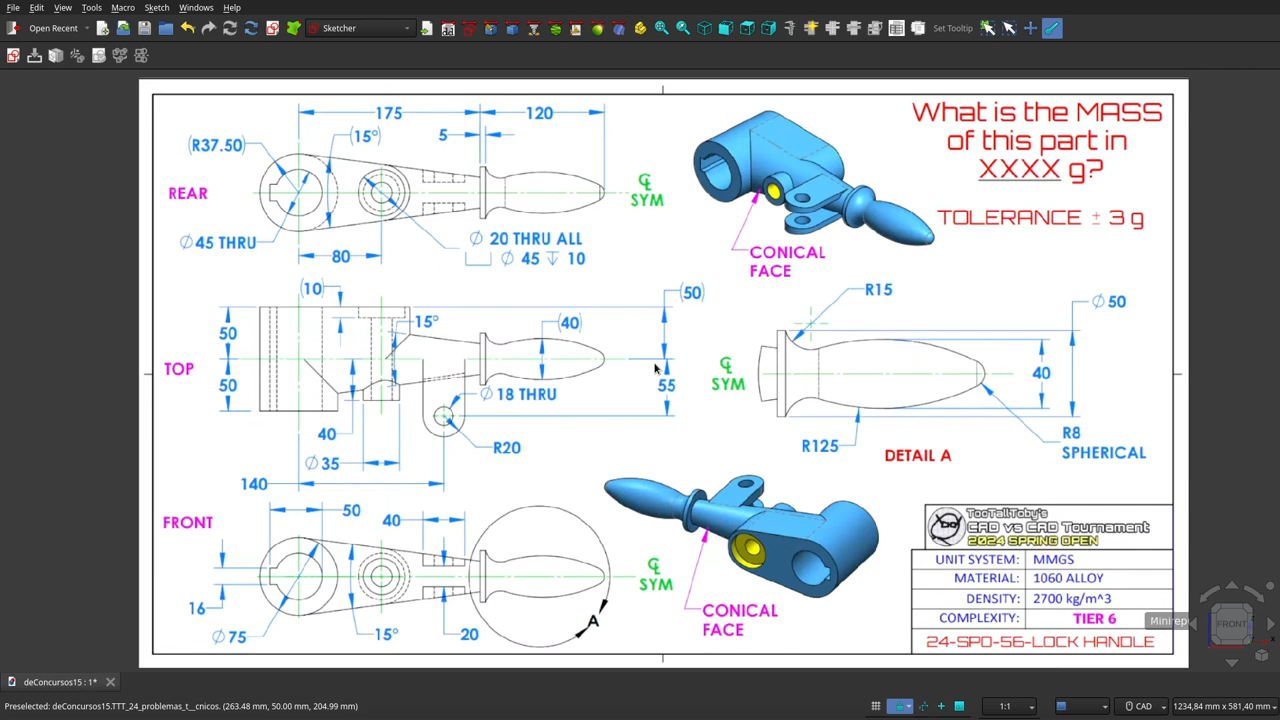 File Edit View Tools Macro Sketch Windows Help
Open Recent Sketcher Set Tooltip
175 120
(R37.50) (15°) 5
REAR
℄
SYM
∅45 THRU
∅ 20 THRU ALL
⌴ ∅ 45 ↧ 10
80
CONICAL
FACE
What is the MASS
of this part in
XXXX g?
TOLERANCE ± 3 g
(10) (50)
50 15° (40)
TOP
50 55
∅ 18 THRU
40
R20
∅ 35
140
R15
∅ 50
℄
SYM
40
R125
R8
SPHERICAL
DETAIL A
FRONT
50 40
16
∅ 75 15° 20
A
℄
SYM
CONICAL
FACE
TooTallToby's
CAD vs CAD Tournament
2024 SPRING OPEN
UNIT SYSTEM: MMGS
MATERIAL: 1060 ALLOY
DENSITY: 2700 kg/m^3
COMPLEXITY: TIER 6
24-SPO-56-LOCK HANDLE
FRONT
deConcursos15 : 1*
Preselected: deConcursos15.TTT_24_problemas_t__cnicos. (263.48 mm, 50.00 mm, 204.99 mm)
1:1 CAD 1234,84 mm x 581,40 mm